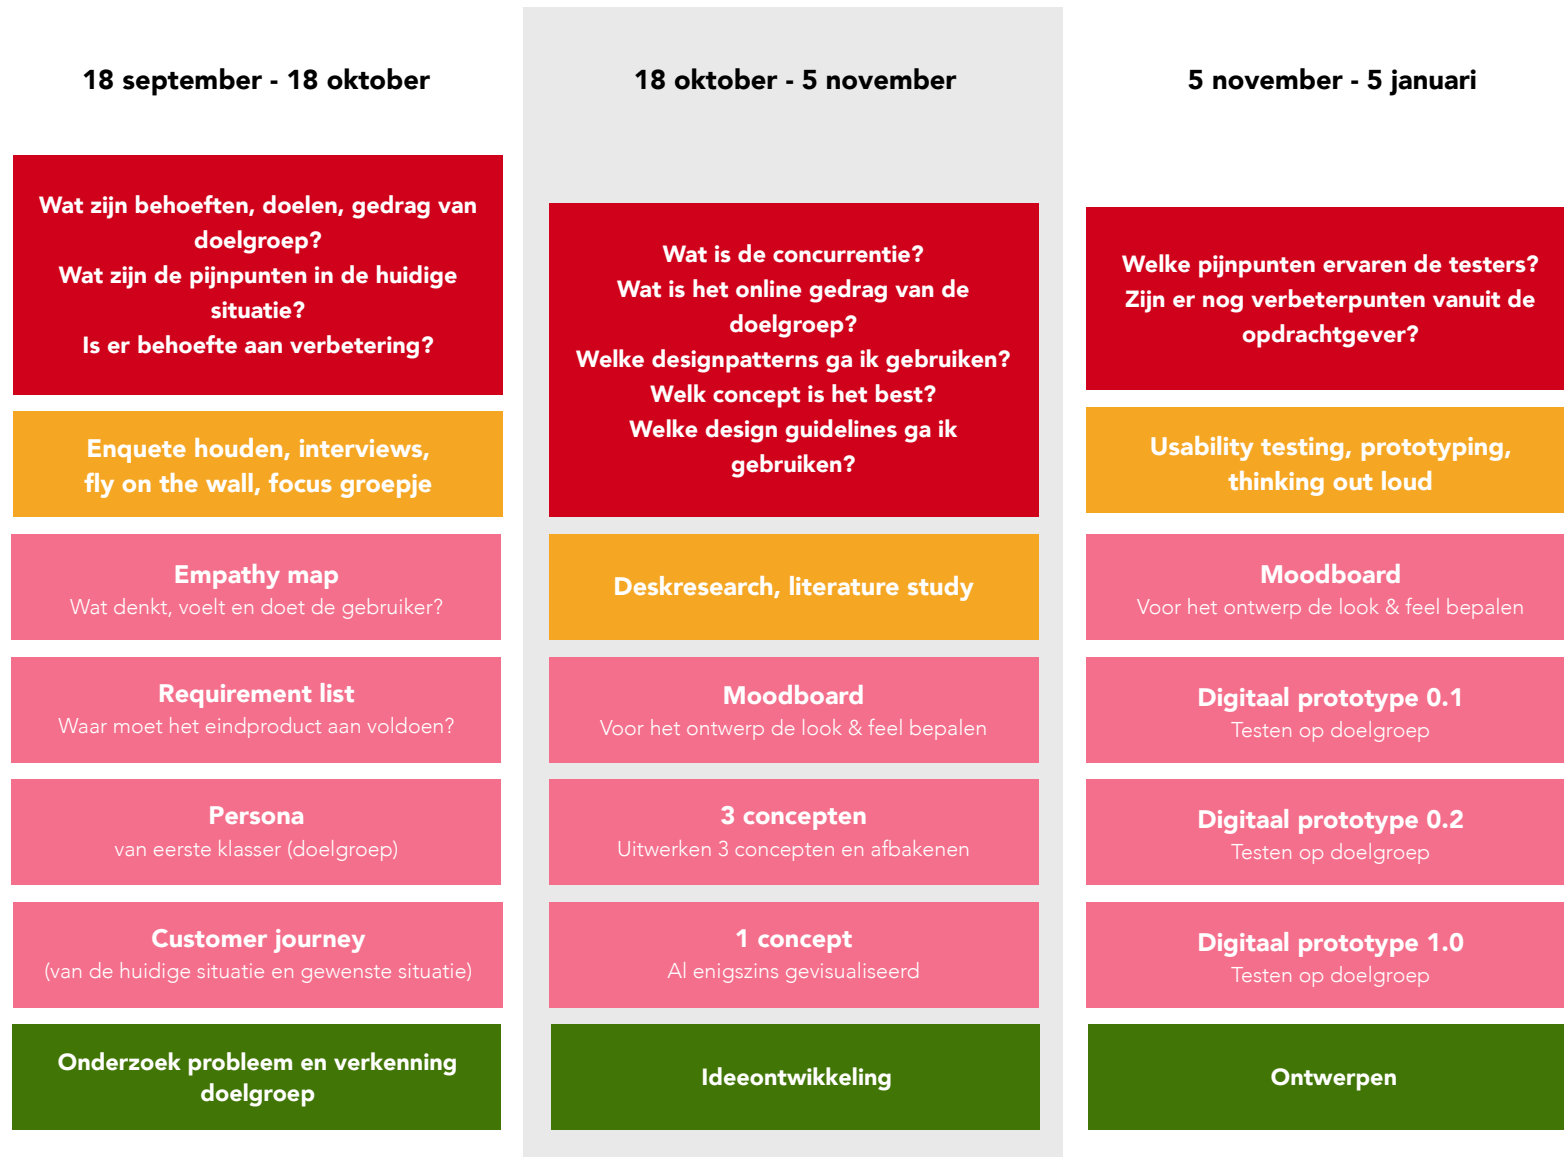 18 september - 18 oktober
Wat zijn behoeften, doelen, gedrag van
doelgroep?
Wat zijn de pijnpunten in de huidige
situatie?
Is er behoefte aan verbetering?
Enquete houden, interviews,
fly on the wall, focus groepje
Empathy map
Wat denkt, voelt en doet de gebruiker?
Requirement list
Waar moet het eindproduct aan voldoen?
Persona
van eerste klasser (doelgroep)
Customer journey
(van de huidige situatie en gewenste situatie)
Onderzoek probleem en verkenning
doelgroep
18 oktober - 5 november
Wat is de concurrentie?
Wat is het online gedrag van de
doelgroep?
Welke designpatterns ga ik gebruiken?
Welk concept is het best?
Welke design guidelines ga ik
gebruiken?
Deskresearch, literature study
Moodboard
Voor het ontwerp de look & feel bepalen
3 concepten
Uitwerken 3 concepten en afbakenen
1 concept
Al enigszins gevisualiseerd
Ideeontwikkeling
5 november - 5 januari
Welke pijnpunten ervaren de testers?
Zijn er nog verbeterpunten vanuit de
opdrachtgever?
Usability testing, prototyping,
thinking out loud
Moodboard
Voor het ontwerp de look & feel bepalen
Digitaal prototype 0.1
Testen op doelgroep
Digitaal prototype 0.2
Testen op doelgroep
Digitaal prototype 1.0
Testen op doelgroep
Ontwerpen